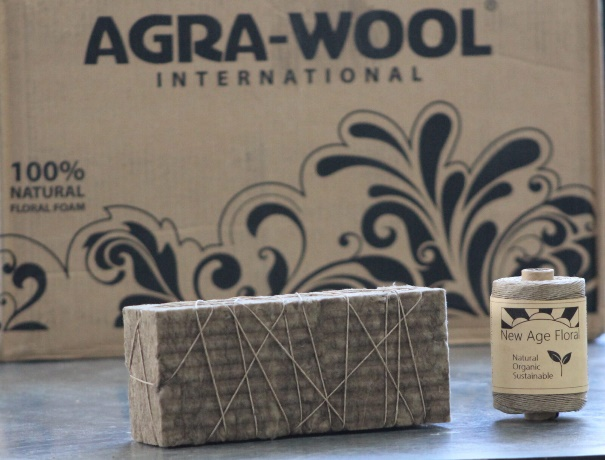 AGRA-WOOL®
INTERNATIONAL
100%
NATURAL
FLORAL FOAM
New Age Floral
Natural
Organic
Sustainable